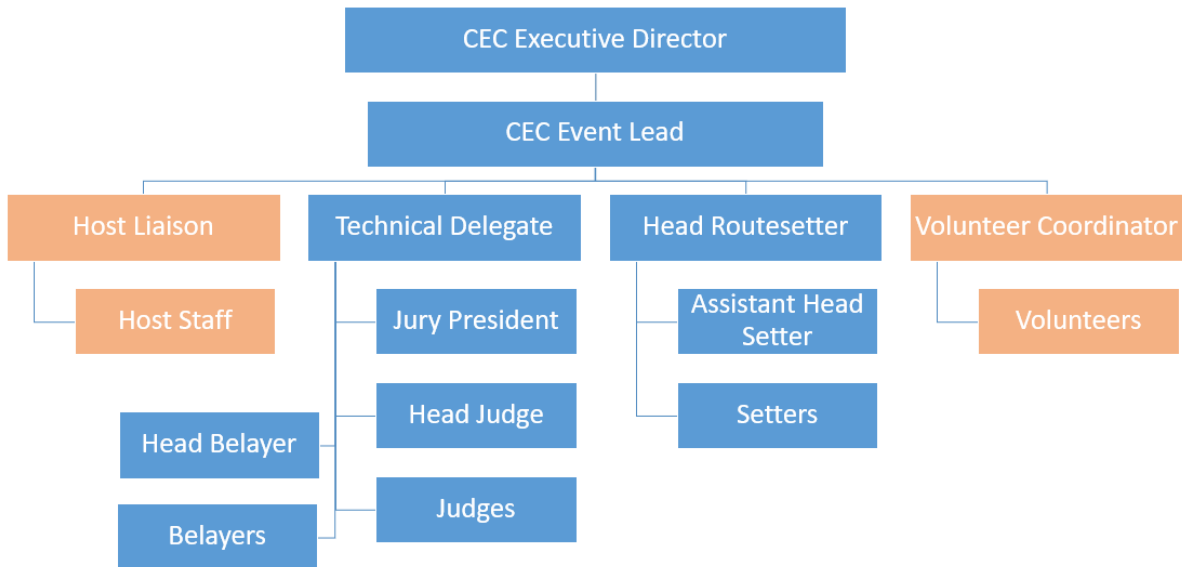 CEC Executive Director
CEC Event Lead
Host Liaison
Technical Delegate
Head Routesetter
Volunteer Coordinator
Host Staff
Jury President
Assistant Head
Setter
Volunteers
Head Belayer
Head Judge
Setters
Belayers
Judges